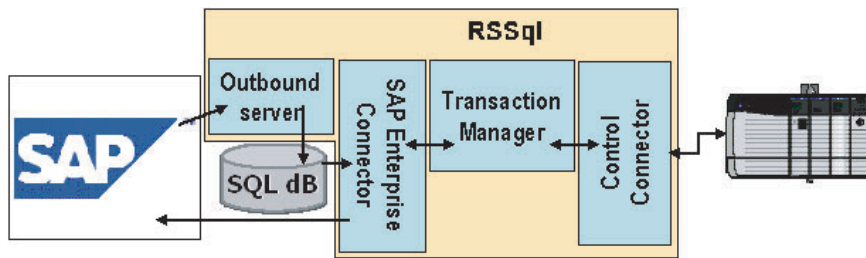 RSSql
Outbound
server
SAP
SQL dB
SAP Enterprise
Connector
Transaction
Manager
Control
Connector